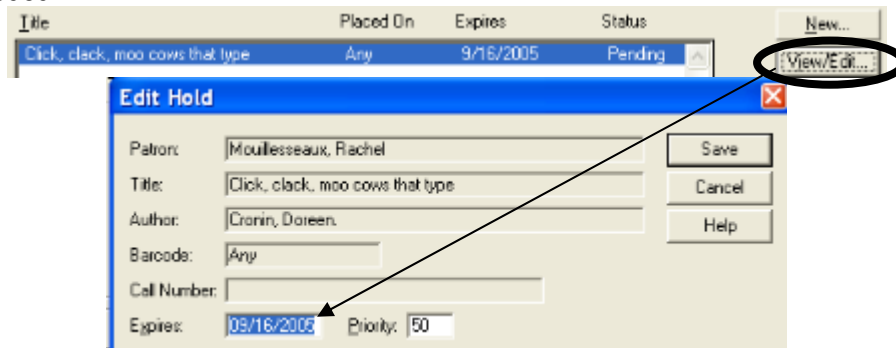 Title Placed On Expires Status New...
Click, clack, moo cows that type Any 9/16/2005 Pending View/Edit...
Edit Hold
Patron: Mouillesseaux, Rachel Save
Title: Click, clack, moo cows that type Cancel
Author: Cronin, Doreen. Help
Barcode: Any
Call Number:
Expires: 09/16/2005 Priority: 50